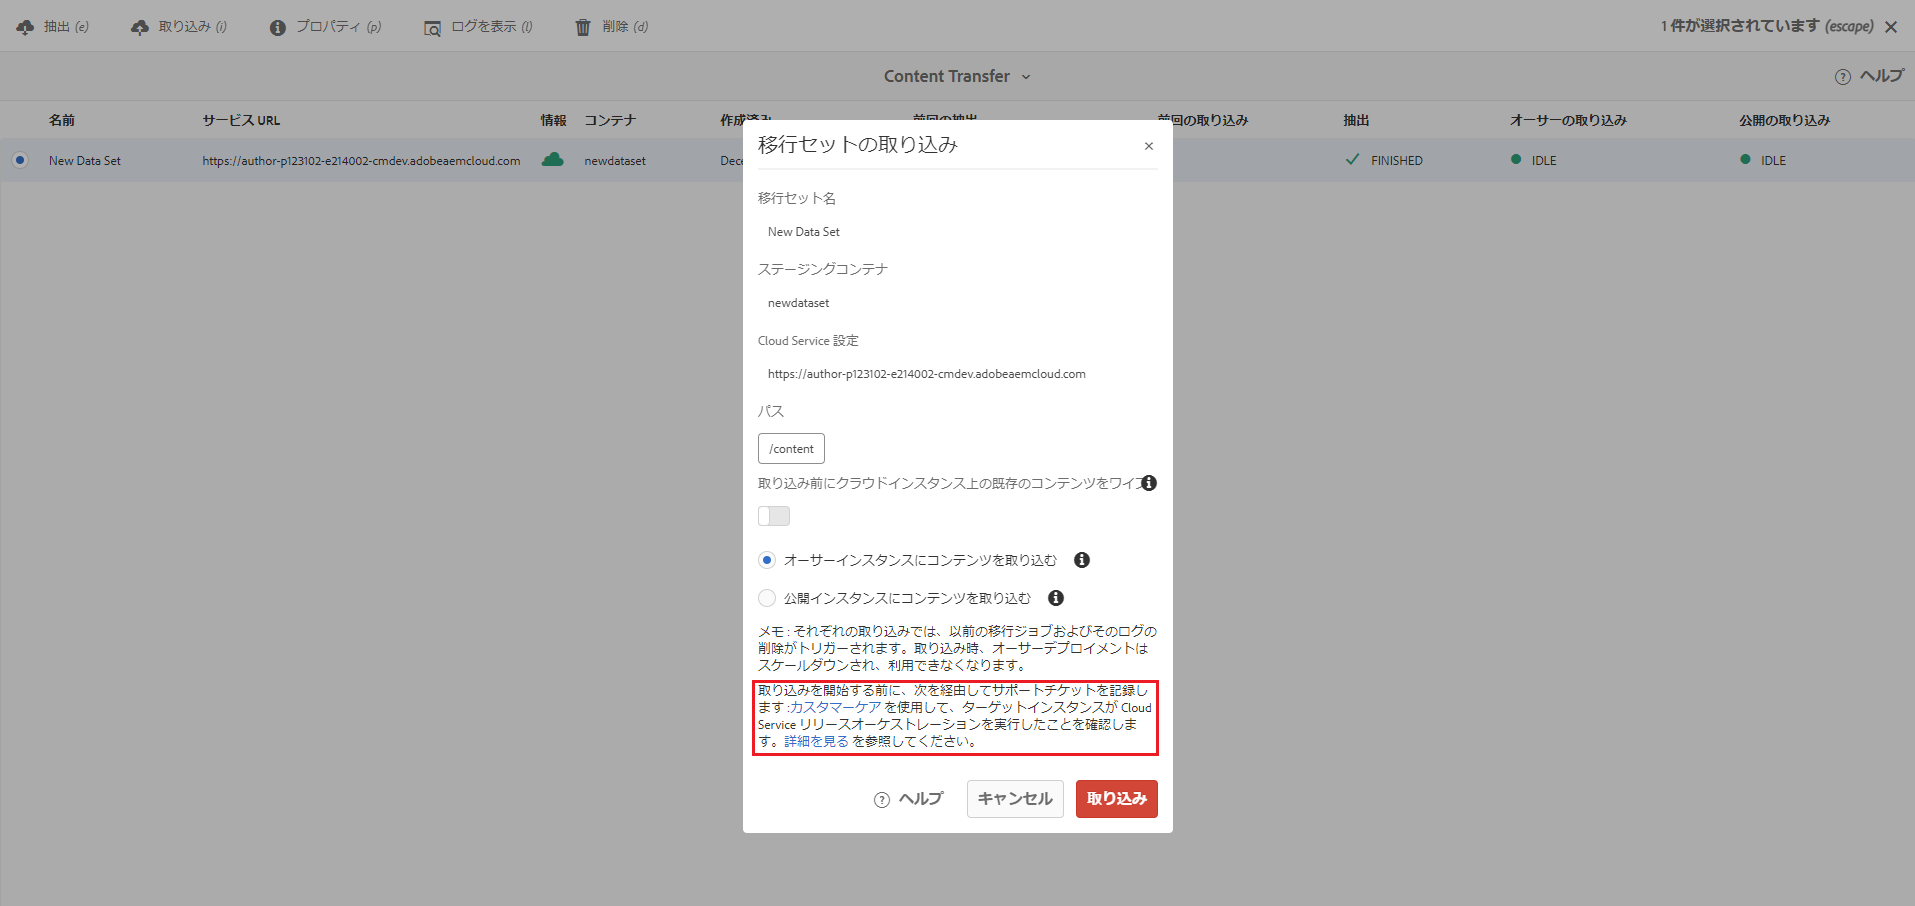 抽出 (e) 取り込み (i) プロパティ (p) ログを表示 (l) 削除 (d) 1 件が選択されています (escape)
Content Transfer ヘルプ
名前 サービス URL 情報 コンテナ 作成済み 前回の抽出 前回の取り込み 抽出 オーサーの取り込み 公開の取り込み
New Data Set https://author-p123102-e214002-cmdev.adobeaemcloud.com newdataset Dece FINISHED IDLE IDLE
移行セットの取り込み
移行セット名
New Data Set
ステージングコンテナ
newdataset
Cloud Service 設定
https://author-p123102-e214002-cmdev.adobeaemcloud.com
パス
/content
取り込み前にクラウドインスタンス上の既存のコンテンツをワイプ
オーサーインスタンスにコンテンツを取り込む
公開インスタンスにコンテンツを取り込む
メモ : それぞれの取り込みでは、以前の移行ジョブおよびそのログの
削除がトリガーされます。取り込み時、オーサーデプロイメントは
スケールダウンされ、利用できなくなります。
取り込みを開始する前に、次を経由してサポートチケットを記録し
ます :カスタマーケア を使用して、ターゲットインスタンスが Cloud
Service リリースオーケストレーションを実行したことを確認しま
す。詳細を見る を参照してください。
ヘルプ キャンセル 取り込み